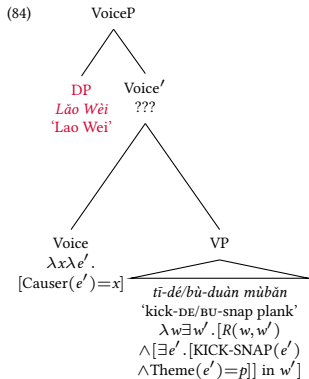 (84) VoiceP
DP
Lǎo Wèi
‘Lao Wei’
Voice′
???
Voice
λxλe′ .
[Causer(e′)=x]
VP
tī-dé/bù-duàn mùbǎn
‘kick-DE/BU-snap plank’
λw∃w′ .[R(w,w′)
∧[∃e′ .[KICK-SNAP(e′)
∧Theme(e′)=p]] in w′]